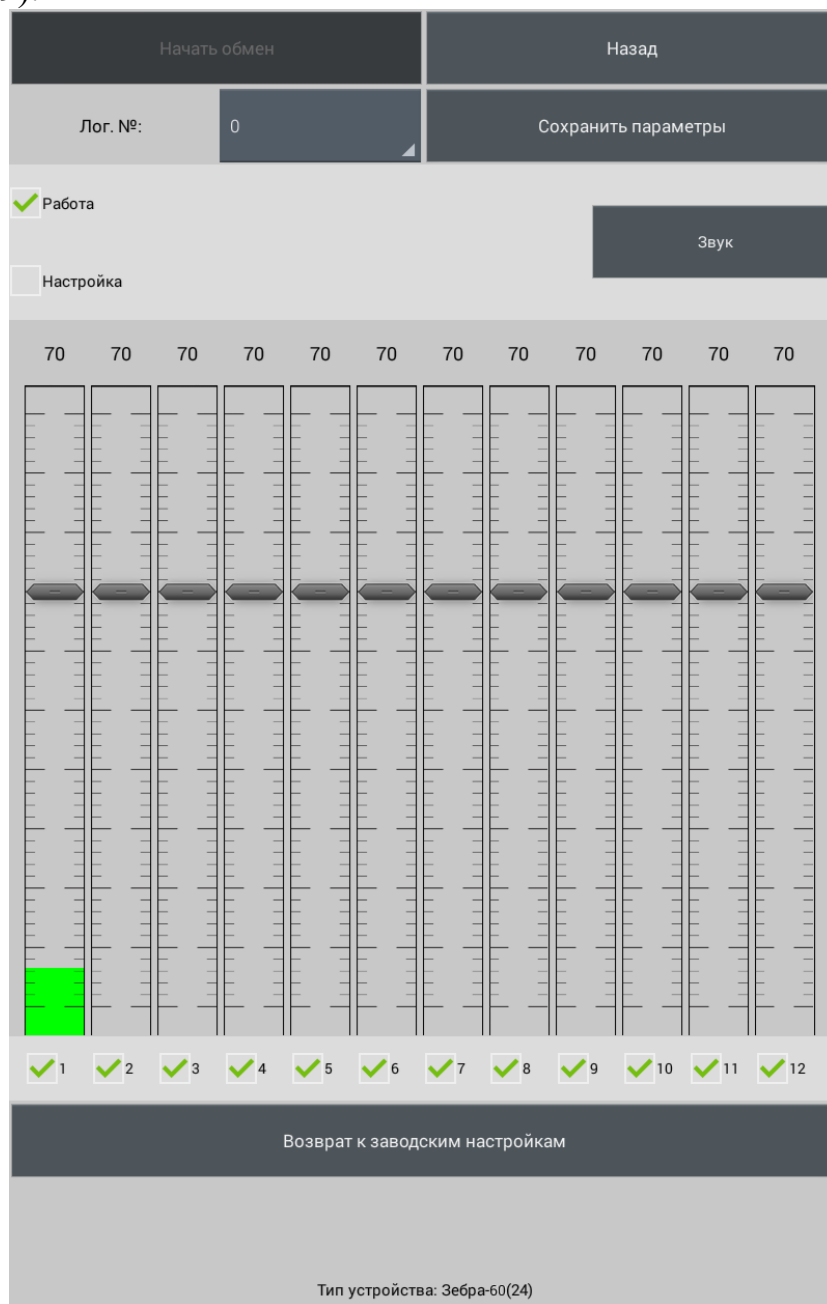 Начать обмен Назад
Лог. №: 0 Сохранить параметры
Работа
Звук
Настройка
70 70 70 70 70 70 70 70 70 70 70 70
1 2 3 4 5 6 7 8 9 10 11 12
Возврат к заводским настройкам
Тип устройства: Зебра-60(24)